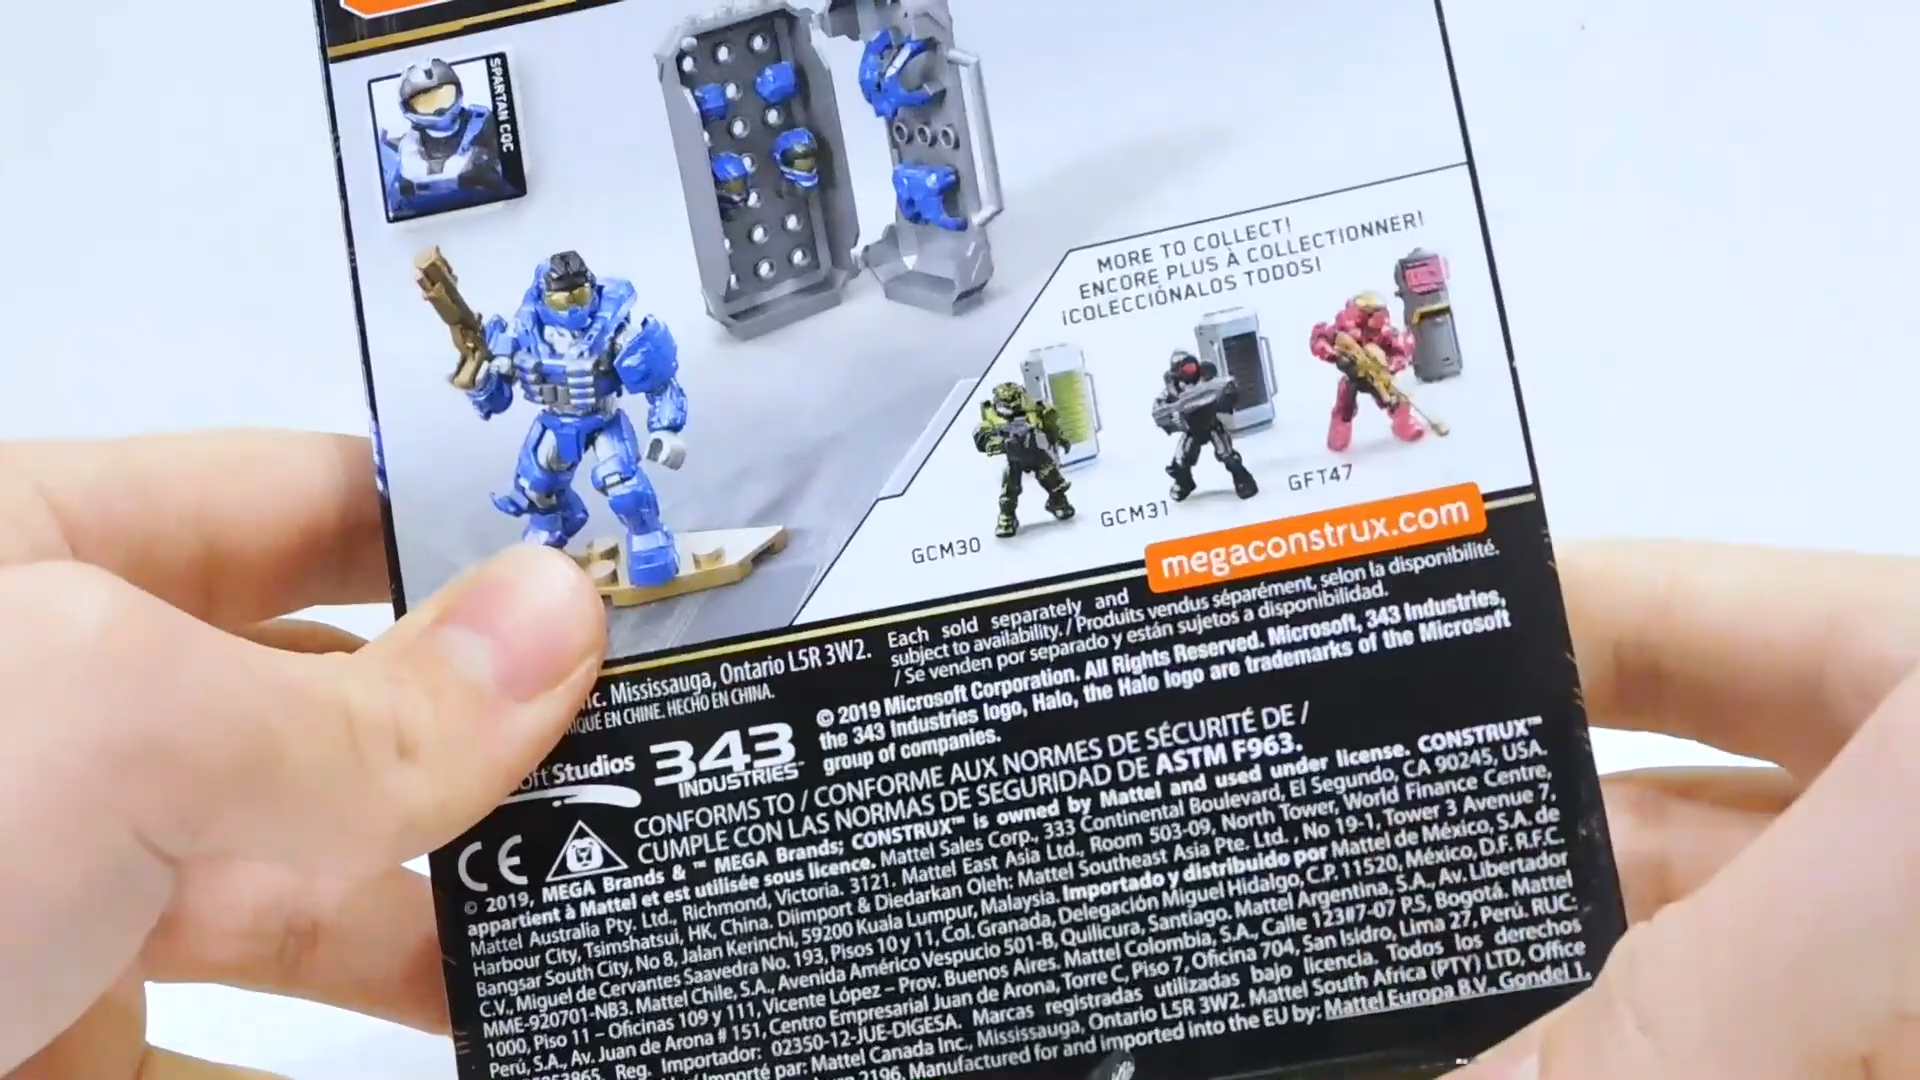 SPARTAN CQC
MORE TO COLLECT!
ENCORE PLUS À COLLECTIONNER!
¡COLECCIÓNALOS TODOS!
GCM30
GCM31
GFT47
megaconstrux.com
Each sold separately and
subject to availability. / Produits vendus séparément, selon la disponibilité.
/ Se venden por separado y están sujetos a disponibilidad.
Mississauga, Ontario L5R 3W2.
EN CHINE. HECHO EN CHINA.
© 2019 Microsoft Corporation. All Rights Reserved. Microsoft, 343 Industries,
the 343 Industries logo, Halo, the Halo logo are trademarks of the Microsoft
group of companies.
Studios
343
INDUSTRIES
CE
CONFORMS TO / CONFORME AUX NORMES DE SÉCURITÉ DE /
CUMPLE CON LAS NORMAS DE SEGURIDAD DE ASTM F963.
© 2019, MEGA Brands & ™ MEGA Brands; CONSTRUX™ is owned by Mattel and used under license. CONSTRUX™
appartient à Mattel et est utilisée sous licence. Mattel Sales Corp., 333 Continental Boulevard, El Segundo, CA 90245, USA.
Mattel Australia Pty. Ltd., Richmond, Victoria. 3121. Mattel East Asia Ltd., Room 503-09, North Tower, World Finance Centre,
Harbour City, Tsimshatsui, HK, China. Diimport & Diedarkan Oleh: Mattel Southeast Asia Pte. Ltd., No 19-1, Tower 3 Avenue 7,
Bangsar South City, No 8, Jalan Kerinchi, 59200 Kuala Lumpur, Malaysia. Importado y distribuido por Mattel de México, S.A. de
C.V., Miguel de Cervantes Saavedra No. 193, Pisos 10 y 11, Col. Granada, Delegación Miguel Hidalgo, C.P. 11520, México, D.F. R.F.C.
MME-920701-NB3. Mattel Chile, S.A., Avenida Américo Vespucio 501-B, Quilicura, Santiago. Mattel Argentina, S.A., Av. Libertador
1000, Piso 11 – Oficinas 109 y 111, Vicente López – Prov. Buenos Aires. Mattel Colombia, S.A., Calle 123#7-07 P.5, Bogotá. Mattel
Perú, S.A., Av. Juan de Arona # 151, Centro Empresarial Juan de Arona, Torre C, Piso 7, Oficina 704, San Isidro, Lima 27, Perú. RUC:
Reg. Importador: 02350-12-JUE-DIGESA. Marcas registradas utilizadas bajo licencia. Todos los derechos
Importé par: Mattel Canada Inc., Mississauga, Ontario L5R 3W2. Mattel South Africa (PTY) LTD, Office
2196. Manufactured for and imported into the EU by: Mattel Europa B.V., Gondel 1,